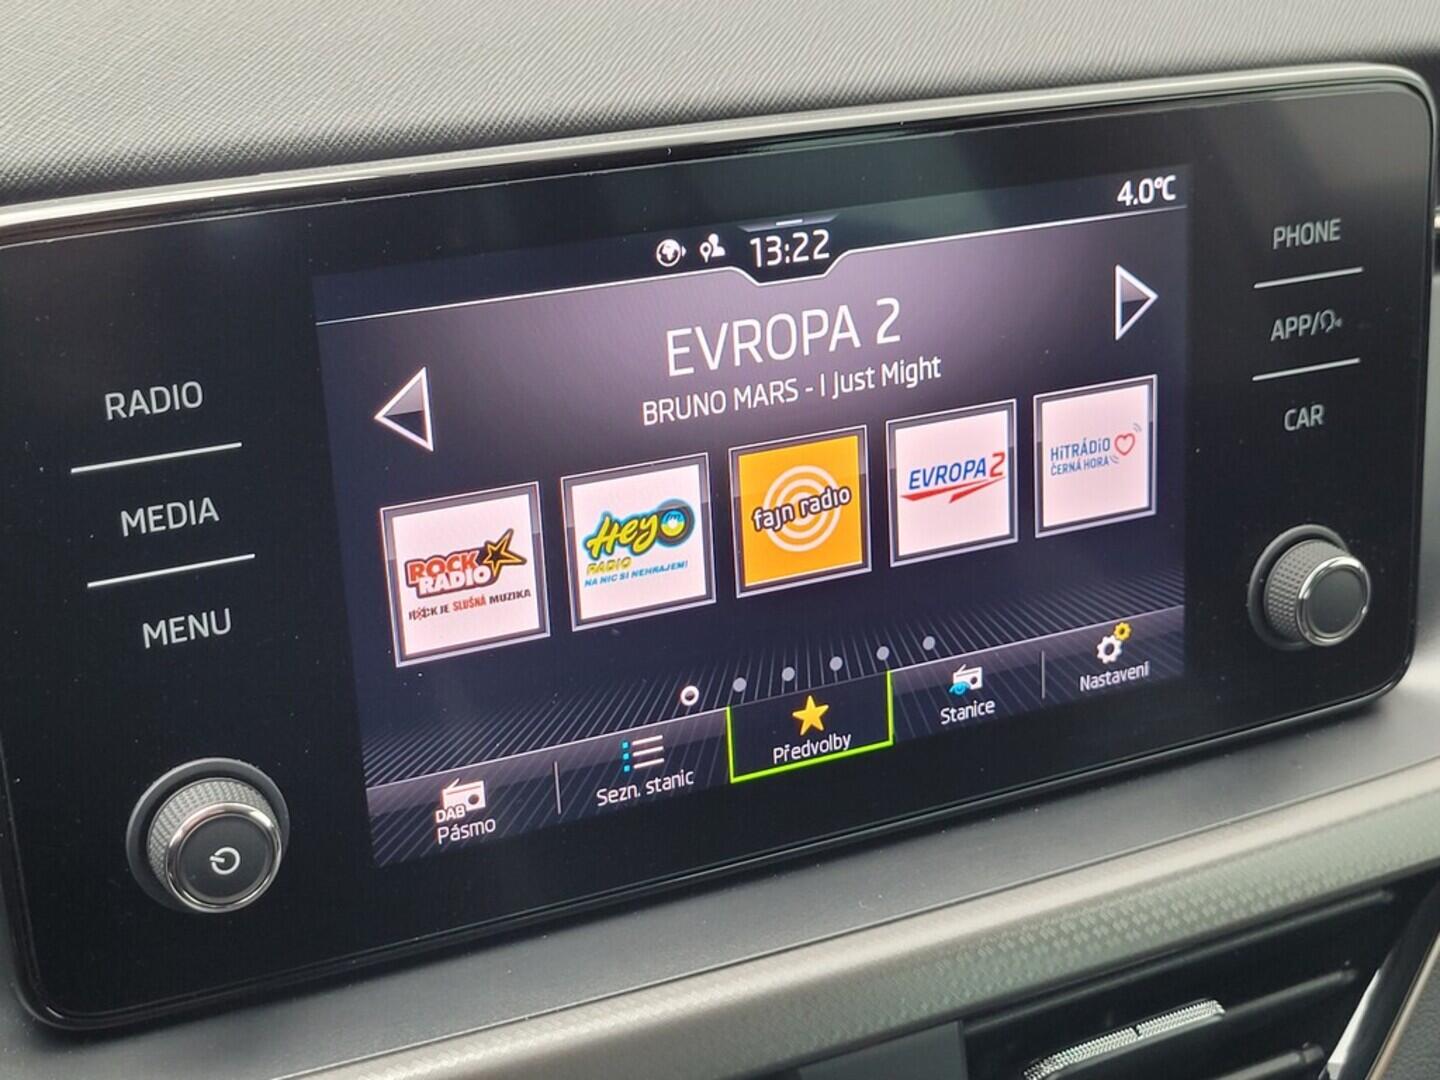 4.0°C
13:22
EVROPA 2
BRUNO MARS - I Just Might
RADIO
MEDIA
MENU
PHONE
APP/
CAR
ROCK
RADIO
ROCK JE SLUŠNÁ MUZIKA
Hey
RADIO
NA NIC SI NEHRAJEM!
fajn radio
EVROPA 2
HiTRÁDiO
ČERNÁ HORA
DAB
Pásmo
Sezn. stanic
Předvolby
Stanice
Nastavení